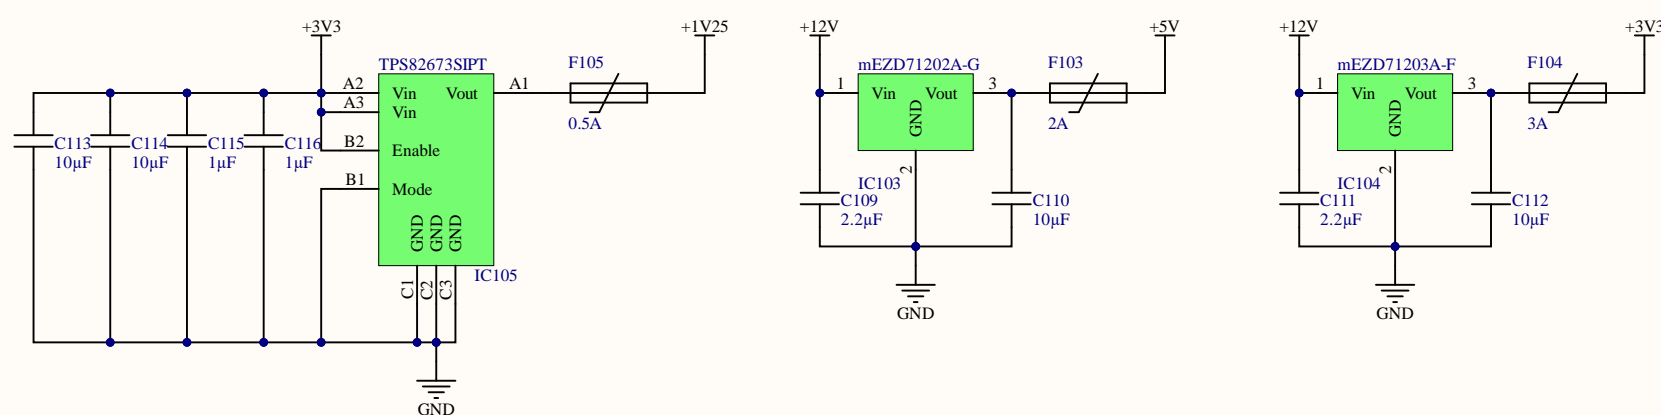 +3V3
+1V25
TPS82673SIPT
A2
Vin
Vout
A1
A3
Vin
F105
0.5A
B2
Enable
B1
Mode
GND
GND
GND
C1
C2
C3
IC105
C113
10µF
C114
10µF
C115
1µF
C116
1µF
GND
+12V
+5V
mEZD71202A-G
1
Vin
Vout
3
GND
2
F103
2A
IC103
C109
2.2µF
C110
10µF
GND
+12V
+3V3
mEZD71203A-F
1
Vin
Vout
3
GND
2
F104
3A
IC104
C111
2.2µF
C112
10µF
GND